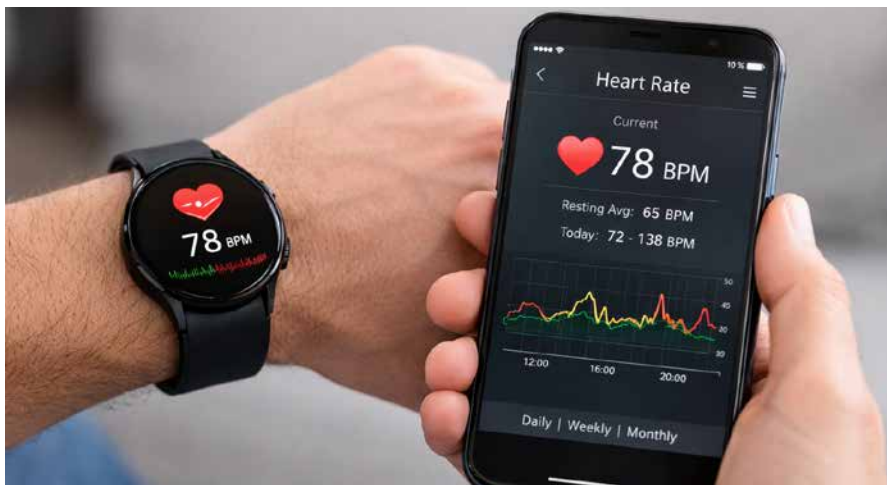 78 BPM
10 %
Heart Rate
Current
78 BPM
Resting Avg: 65 BPM
Today: 72 - 138 BPM
50
40
20
30
12:00
16:00
20:00
Daily | Weekly | Monthly